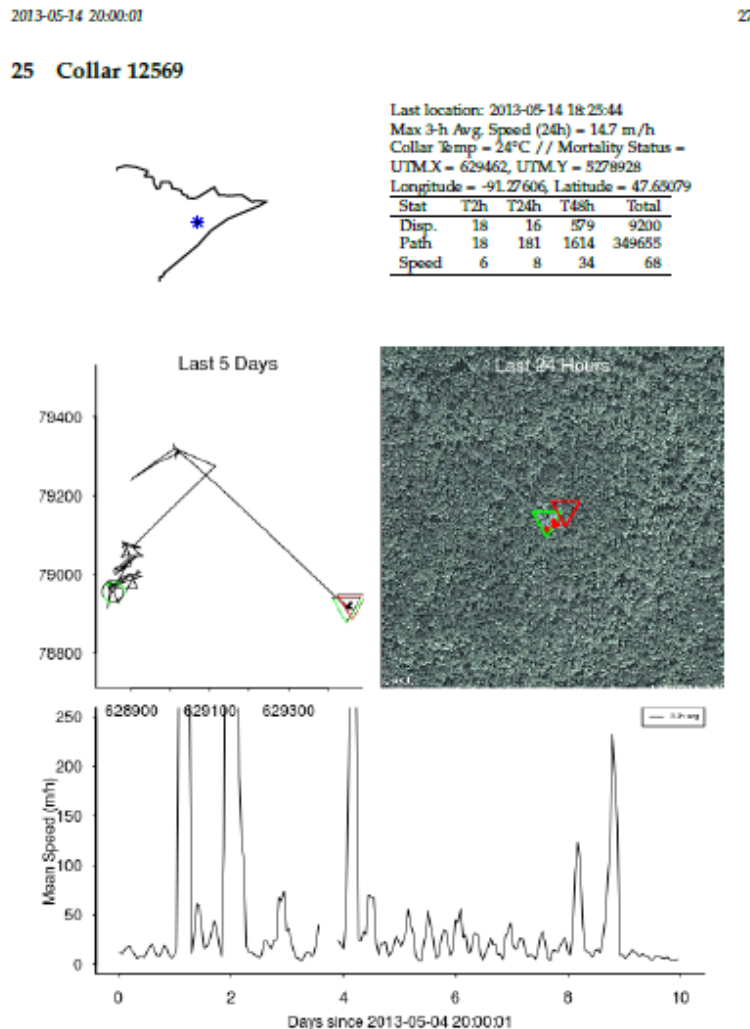 2013-05-14 20:00:01
27
25 Collar 12569
Last location: 2013-05-14 18:25:44
Max 3-h Avg. Speed (24h) = 14.7 m/h
Collar Temp = 24°C // Mortality Status =
UTM.X = 629462, UTM.Y = 5278928
Longitude = -91.27606, Latitude = 47.65079
Stat T2h T24h T48h Total
Disp. 18 16 579 9200
Path 18 181 1614 349655
Speed 6 8 34 68
Last 5 Days
Last 24 Hours
79400
79200
79000
78800
628900 629100 629300
250
200
150
100
50
0
Mean Speed (m/h)
0 2 4 6 8 10
Days since 2013-05-04 20:00:01